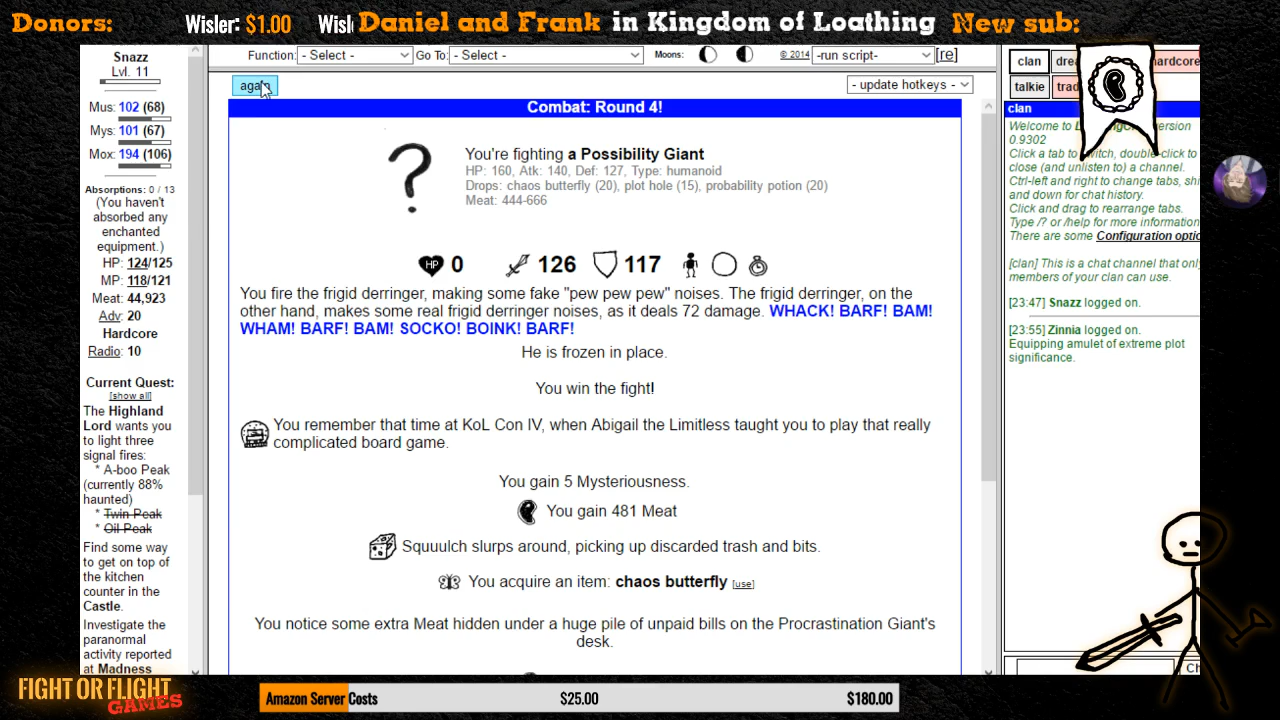 Donors:
Wisler: $1.00
Daniel and Frank in Kingdom of Loathing
New sub:
Snazz
Lvl. 11
Mus: 102 (68)
Mys: 101 (67)
Mox: 194 (106)
Absorptions: 0 / 13
(You haven't
absorbed any
enchanted
equipment.)
HP: 124/125
MP: 118/121
Meat: 44,923
Adv: 20
Hardcore
Radio: 10
Current Quest:
[show all]
The Highland
Lord wants you
to light three
signal fires:
* A-boo Peak
(currently 88%
haunted)
* Twin Peak
* Oil Peak
Find some way
to get on top of
the kitchen
counter in the
Castle.
Investigate the
paranormal
activity reported
at Madness
Function: - Select - Go To: - Select - Moons: © 2014 -run script- [re]
again
- update hotkeys -
Combat: Round 4!
?
You're fighting a Possibility Giant
HP: 160, Atk: 140, Def: 127, Type: humanoid
Drops: chaos butterfly (20), plot hole (15), probability potion (20)
Meat: 444-666
HP 0 126 117
You fire the frigid derringer, making some fake "pew pew pew" noises. The frigid derringer, on the
other hand, makes some real frigid derringer noises, as it deals 72 damage. WHACK! BARF! BAM!
WHAM! BARF! BAM! SOCKO! BOINK! BARF!
He is frozen in place.
You win the fight!
You remember that time at KoL Con IV, when Abigail the Limitless taught you to play that really
complicated board game.
You gain 5 Mysteriousness.
You gain 481 Meat
Squuulch slurps around, picking up discarded trash and bits.
You acquire an item: chaos butterfly [use]
You notice some extra Meat hidden under a huge pile of unpaid bills on the Procrastination Giant's
desk.
clan
talkie
clan
Welcome to
0.9302
Click a tab to switch, double-click to
close (and unlisten to) a channel.
Ctrl-left and right to change tabs,
and down for chat history.
Click and drag to rearrange tabs.
Type /? or /help for more information
There are some Configuration
[clan] This is a chat channel that
members of your clan can use.
[23:47] Snazz logged on.
[23:55] Zinnia logged on.
Equipping amulet of extreme plot
significance.
FIGHT OR FLIGHT
GAMES
Amazon Server Costs $25.00 $180.00